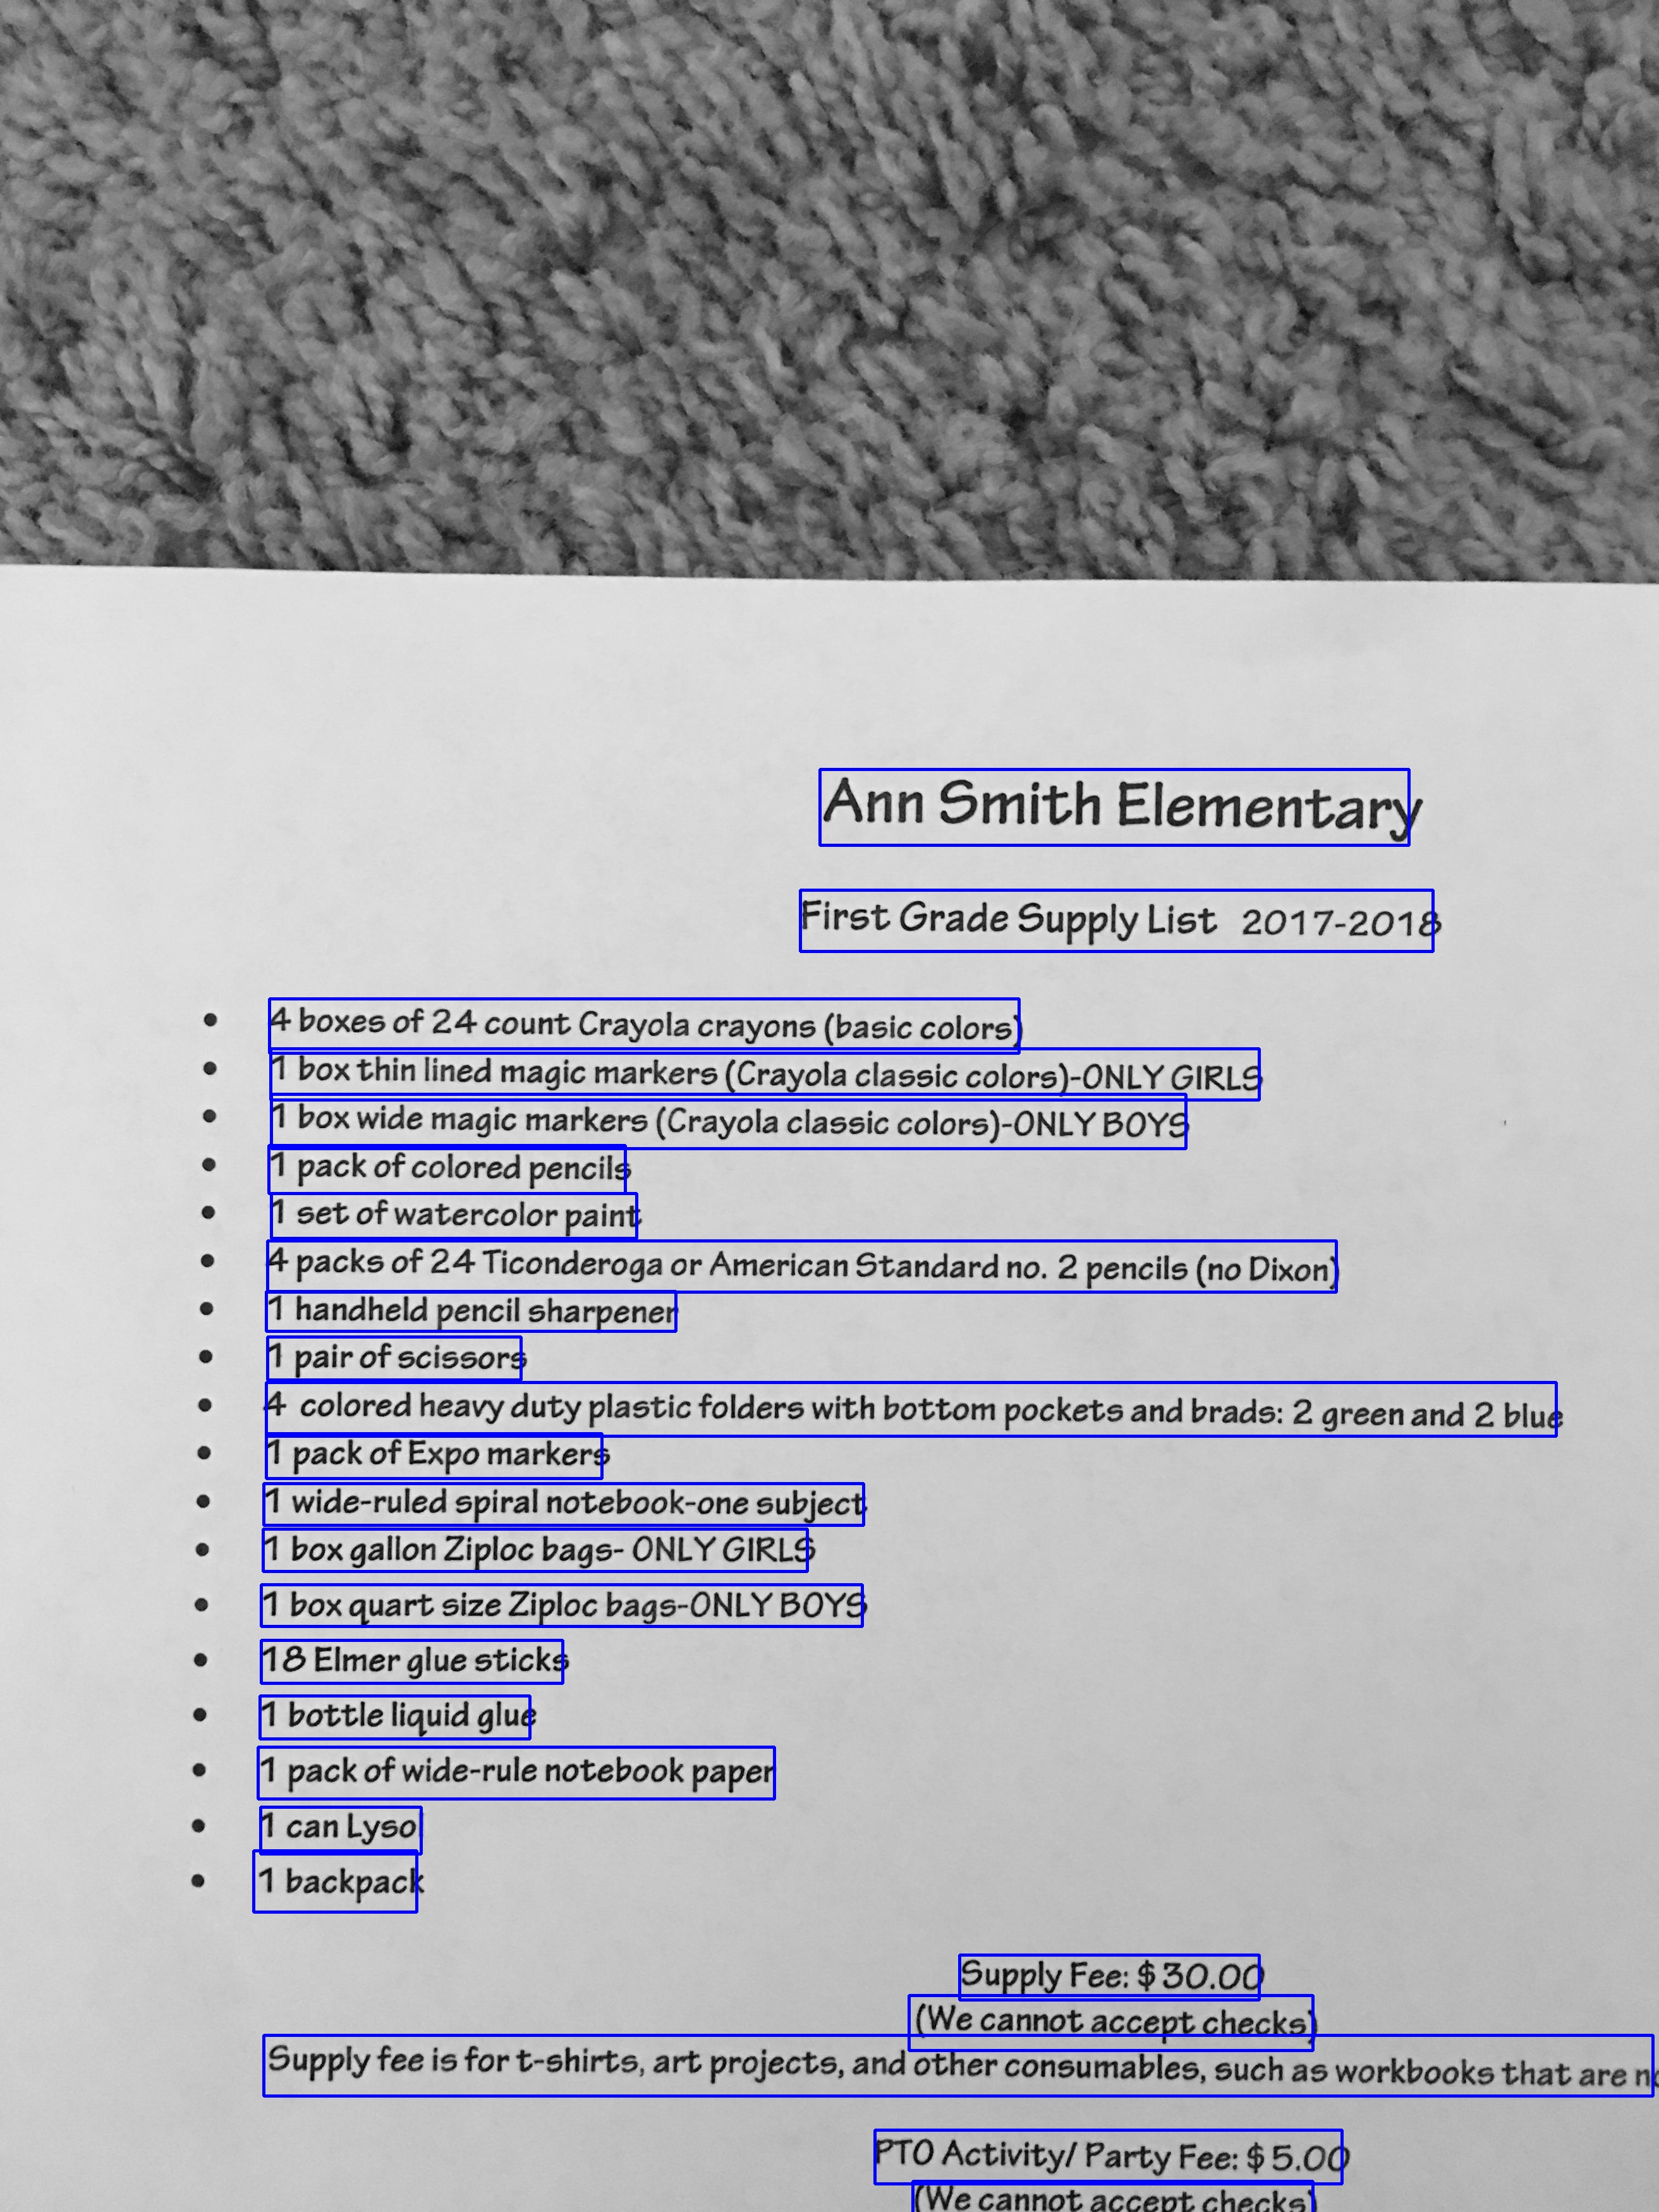 Ann Smith Elementary
First Grade Supply List 2017-2018
• 4 boxes of 24 count Crayola crayons (basic colors)
• 1 box thin lined magic markers (Crayola classic colors)-ONLY GIRLS
• 1 box wide magic markers (Crayola classic colors)-ONLY BOYS
• 1 pack of colored pencils
• 1 set of watercolor paint
• 4 packs of 24 Ticonderoga or American Standard no. 2 pencils (no Dixon)
• 1 handheld pencil sharpener
• 1 pair of scissors
• 4 colored heavy duty plastic folders with bottom pockets and brads: 2 green and 2 blue
• 1 pack of Expo markers
• 1 wide-ruled spiral notebook-one subject
• 1 box gallon Ziploc bags- ONLY GIRLS
• 1 box quart size Ziploc bags-ONLY BOYS
• 18 Elmer glue sticks
• 1 bottle liquid glue
• 1 pack of wide-rule notebook paper
• 1 can Lysol
• 1 backpack
Supply Fee: $30.00
(We cannot accept checks)
Supply fee is for t-shirts, art projects, and other consumables, such as workbooks that are
PTO Activity/ Party Fee: $5.00
(We cannot accept checks)